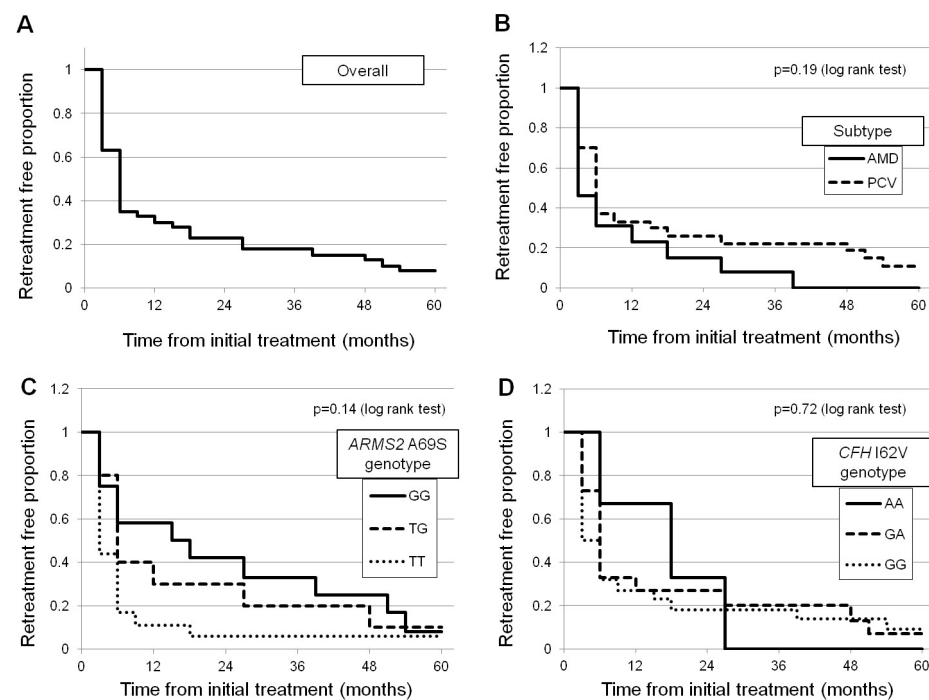 A
Overall
Retreatment free proportion
1
0.8
0.6
0.4
0.2
0
0 12 24 36 48 60
Time from initial treatment (months)
B
p=0.19 (log rank test)
Subtype
AMD
PCV
Retreatment free proportion
1.2
1
0.8
0.6
0.4
0.2
0
0 12 24 36 48 60
Time from initial treatment (months)
C
p=0.14 (log rank test)
ARMS2 A69S
genotype
GG
TG
TT
Retreatment free proportion
1.2
1
0.8
0.6
0.4
0.2
0
0 12 24 36 48 60
Time from initial treatment (months)
D
p=0.72 (log rank test)
CFH I62V
genotype
AA
GA
GG
Retreatment free proportion
1.2
1
0.8
0.6
0.4
0.2
0
0 12 24 36 48 60
Time from initial treatment (months)